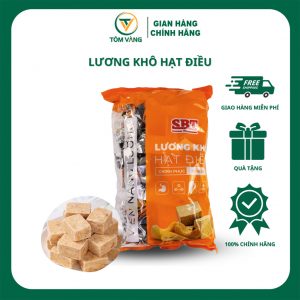 TÔM VÀNG
GIAN HÀNG
CHÍNH HÃNG
LƯƠNG KHÔ HẠT ĐIỀU
FREE
SHIPPING
GIAO HÀNG MIỄN PHÍ
SBT
LƯƠNG KHÔ
HẠT ĐIỀU
QUÀ TẶNG
100% CHÍNH HÃNG